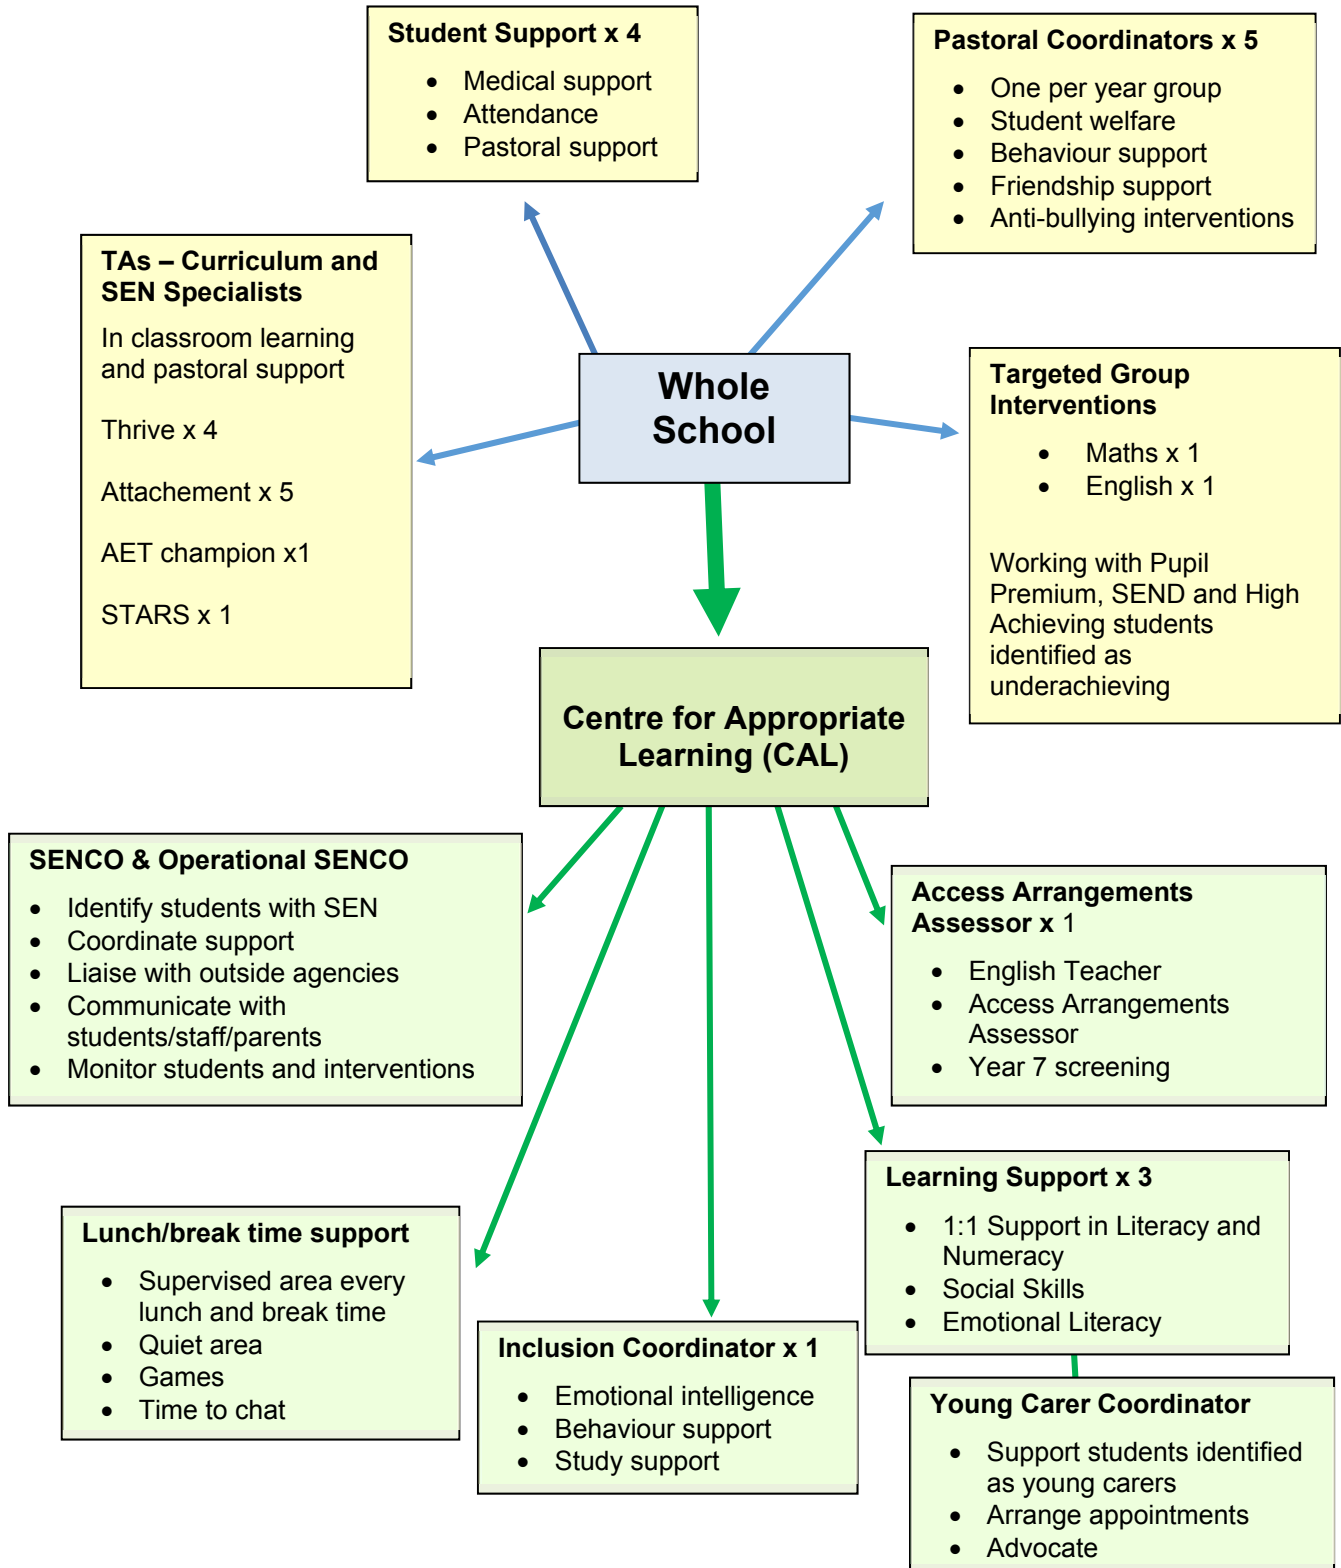 Student Support x 4
• Medical support
• Attendance
• Pastoral support
Pastoral Coordinators x 5
• One per year group
• Student welfare
• Behaviour support
• Friendship support
• Anti-bullying interventions
TAs – Curriculum and
SEN Specialists
In classroom learning
and pastoral support
Thrive x 4
Attachement x 5
AET champion x1
STARS x 1
Whole
School
Targeted Group
Interventions
• Maths x 1
• English x 1
Working with Pupil
Premium, SEND and High
Achieving students
identified as
underachieving
Centre for Appropriate
Learning (CAL)
SENCO & Operational SENCO
• Identify students with SEN
• Coordinate support
• Liaise with outside agencies
• Communicate with
students/staff/parents
• Monitor students and interventions
Access Arrangements
Assessor x 1
• English Teacher
• Access Arrangements
Assessor
• Year 7 screening
Learning Support x 3
• 1:1 Support in Literacy and
Numeracy
• Social Skills
• Emotional Literacy
Lunch/break time support
• Supervised area every
lunch and break time
• Quiet area
• Games
• Time to chat
Inclusion Coordinator x 1
• Emotional intelligence
• Behaviour support
• Study support
Young Carer Coordinator
• Support students identified
as young carers
• Arrange appointments
• Advocate